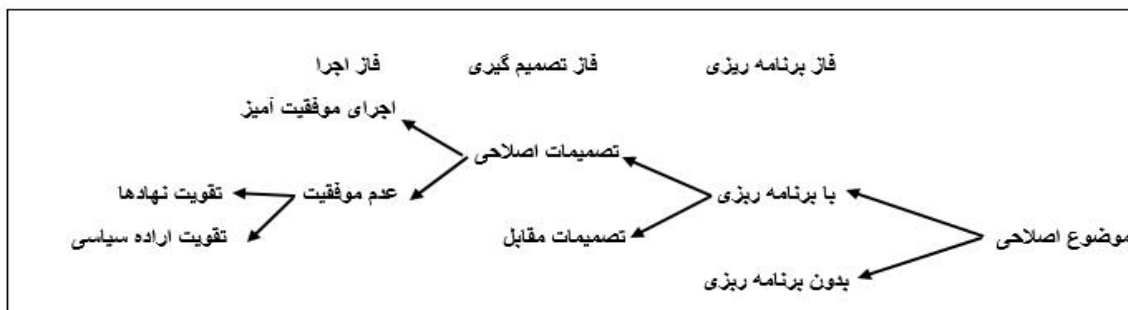 فاز برنامه ریزی فاز تصمیم گیری فاز اجرا
اجرای موفقیت آمیز
تصمیمات اصلاحی
با برنامه ریزی عدم موفقیت تقویت نهادها
موضوع اصلاحی تصمیمات مقابل تقویت اراده سیاسی
بدون برنامه ریزی